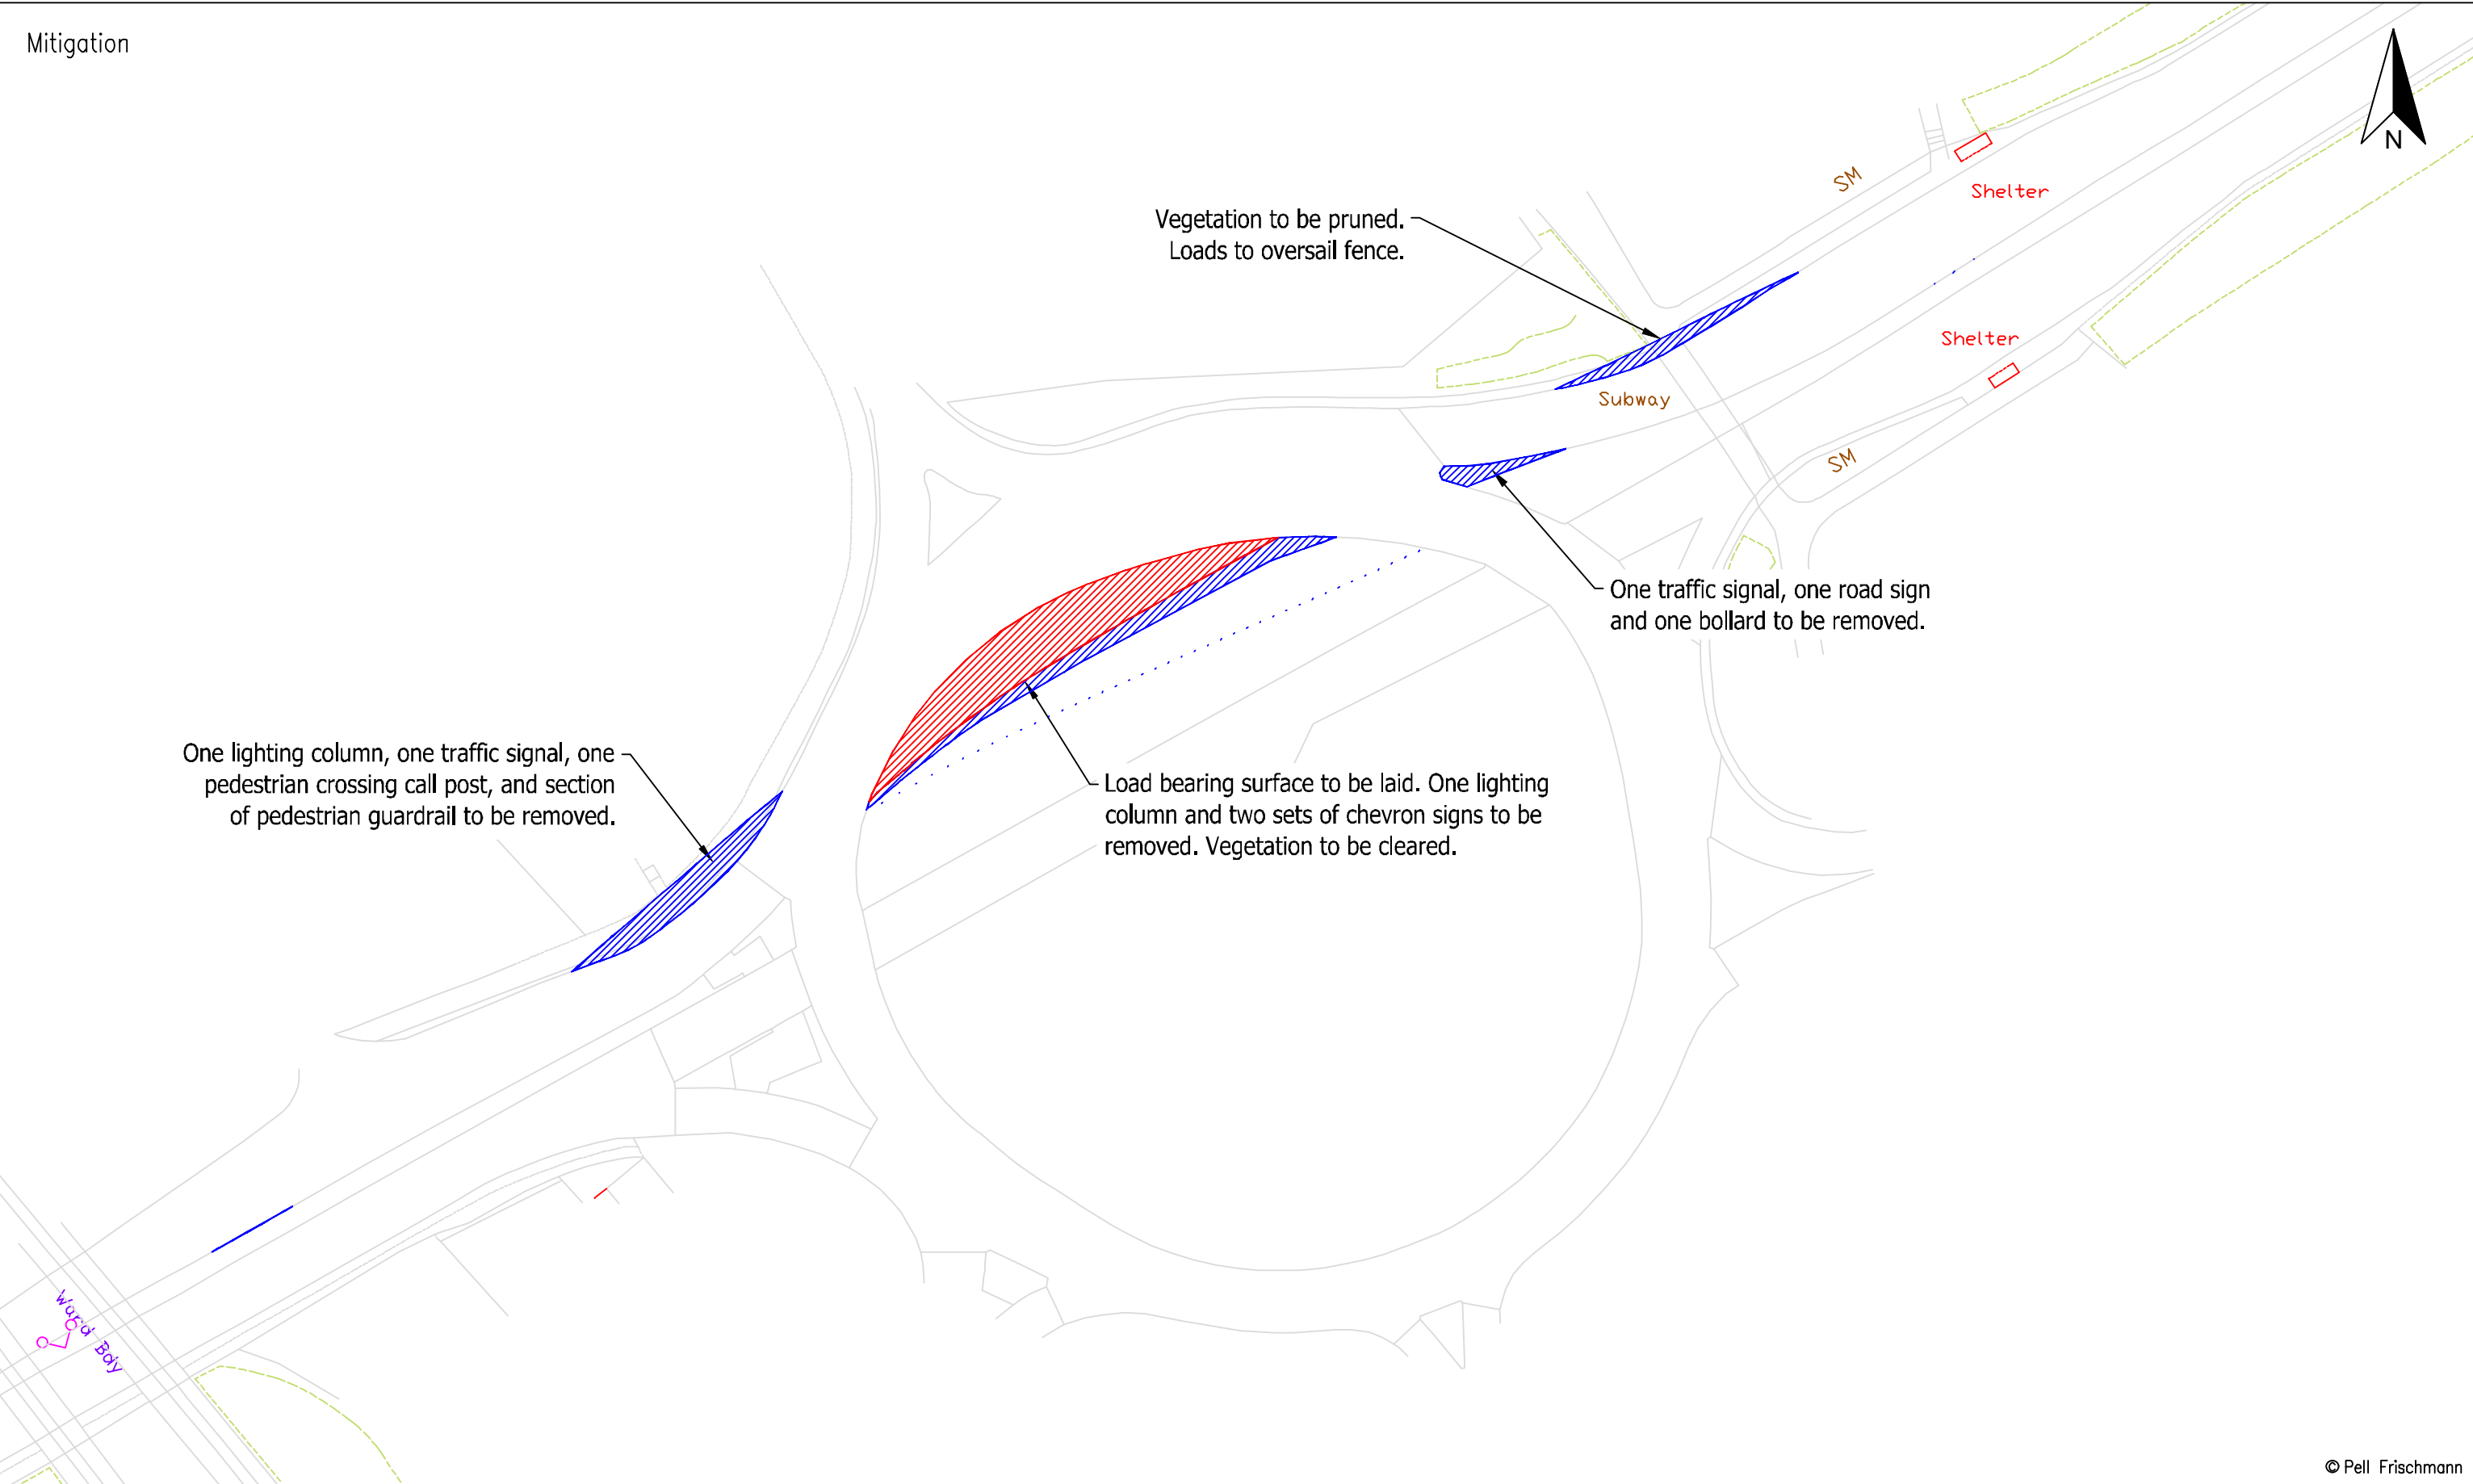 Mitigation
N
SM
Shelter
Vegetation to be pruned.
Loads to oversail fence.
Shelter
Subway
SM
One traffic signal, one road sign
and one bollard to be removed.
One lighting column, one traffic signal, one
pedestrian crossing call post, and section
of pedestrian guardrail to be removed.
Load bearing surface to be laid. One lighting
column and two sets of chevron signs to be
removed. Vegetation to be cleared.
Ward Bdy
© Pell Frischmann